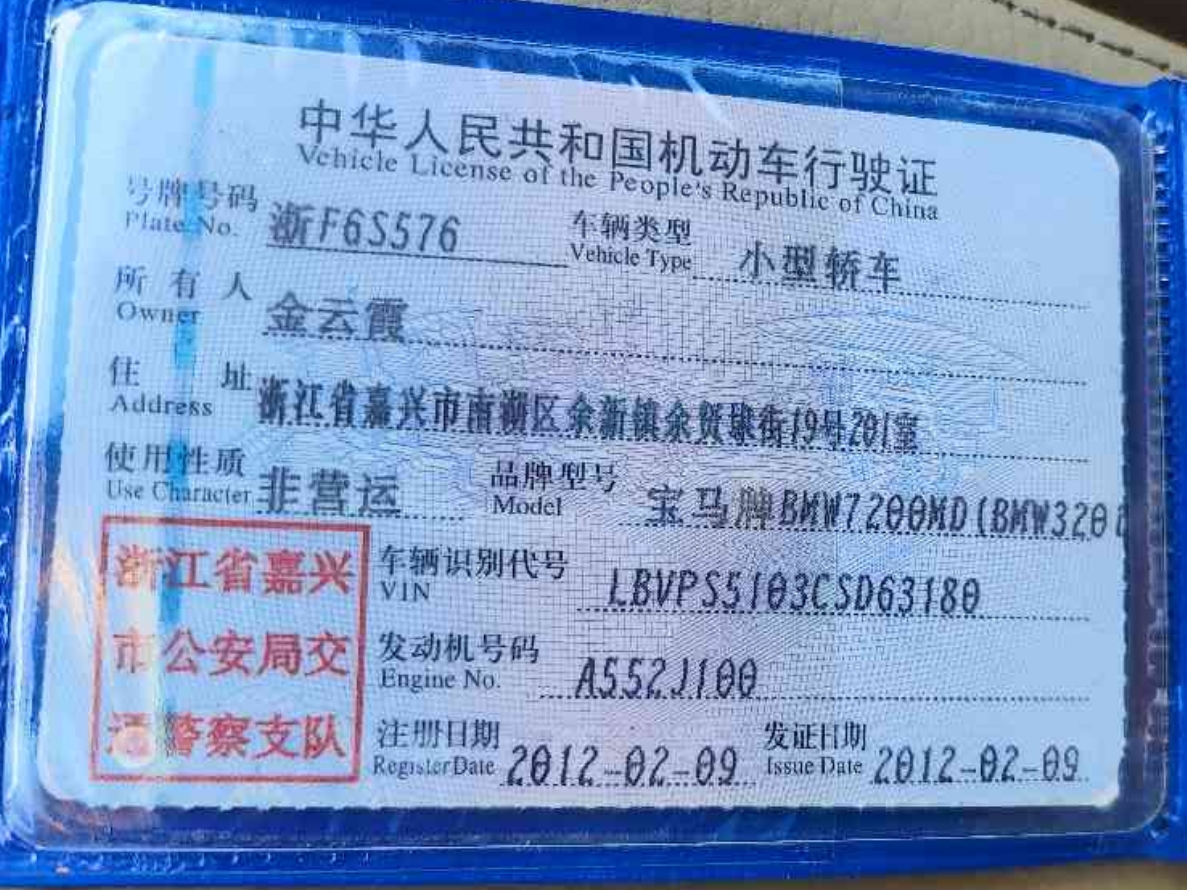 中华人民共和国机动车行驶证
Vehicle License of the People's Republic of China
号牌号码 浙F6S576 车辆类型 小型轿车
Plate No. Vehicle Type
所有人 金云霞
Owner
住址 浙江省嘉兴市南湖区余新镇余贤埭街19号201室
Address
使用性质 非营运 品牌型号 宝马牌BMW7200MD(BMW320
Use Character Model
浙江省嘉兴
市公安局交
通警察支队
车辆识别代号 LBVPS5103CSD63180
VIN
发动机号码 A552J100
Engine No.
注册日期 2012-02-09 发证日期 2012-02-09
Register Date Issue Date